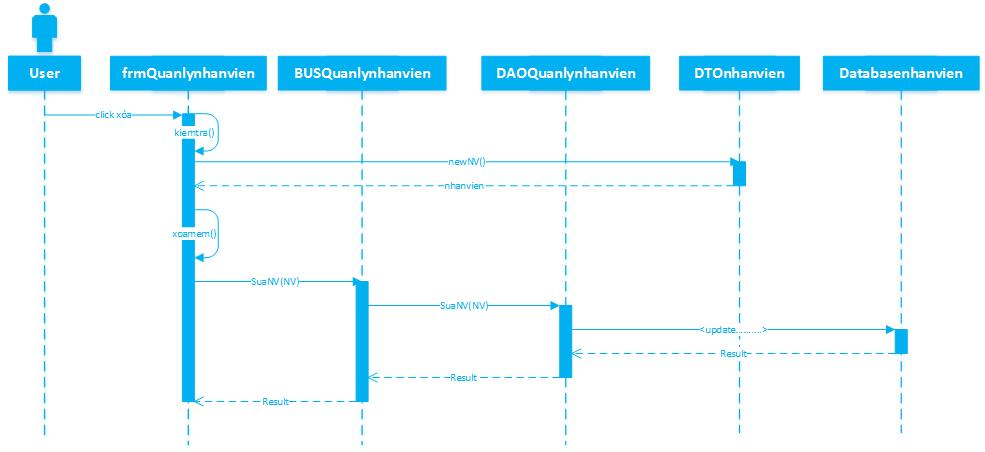 User
frmQuanlynhanvien
BUSQuanlynhanvien
DAOQuanlynhanvien
DTOnhanvien
Databasenhanvien
click xóa
kiemtra()
newNV()
nhanvien
xoamem()
SuaNV(NV)
SuaNV(NV)
<update..........>
Result
Result
Result